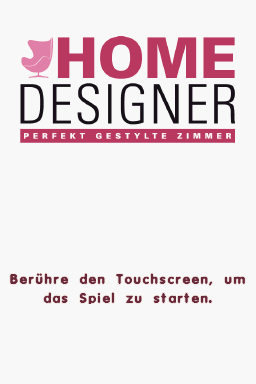 HOME
DESIGNER
PERFEKT GESTYLTE ZIMMER
Berühre den Touchscreen, um
das Spiel zu starten.